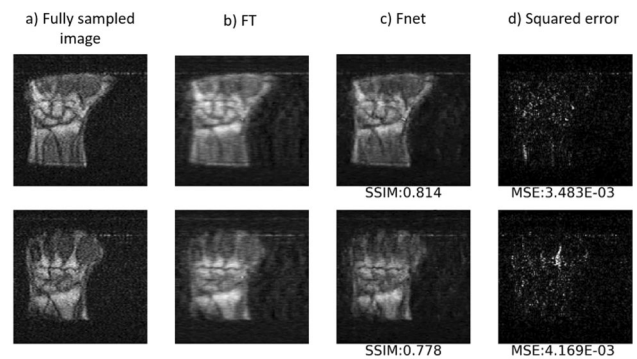 a) Fully sampled
image
b) FT
c) Fnet
d) Squared error
SSIM:0.814
MSE:3.483E-03
SSIM:0.778
MSE:4.169E-03